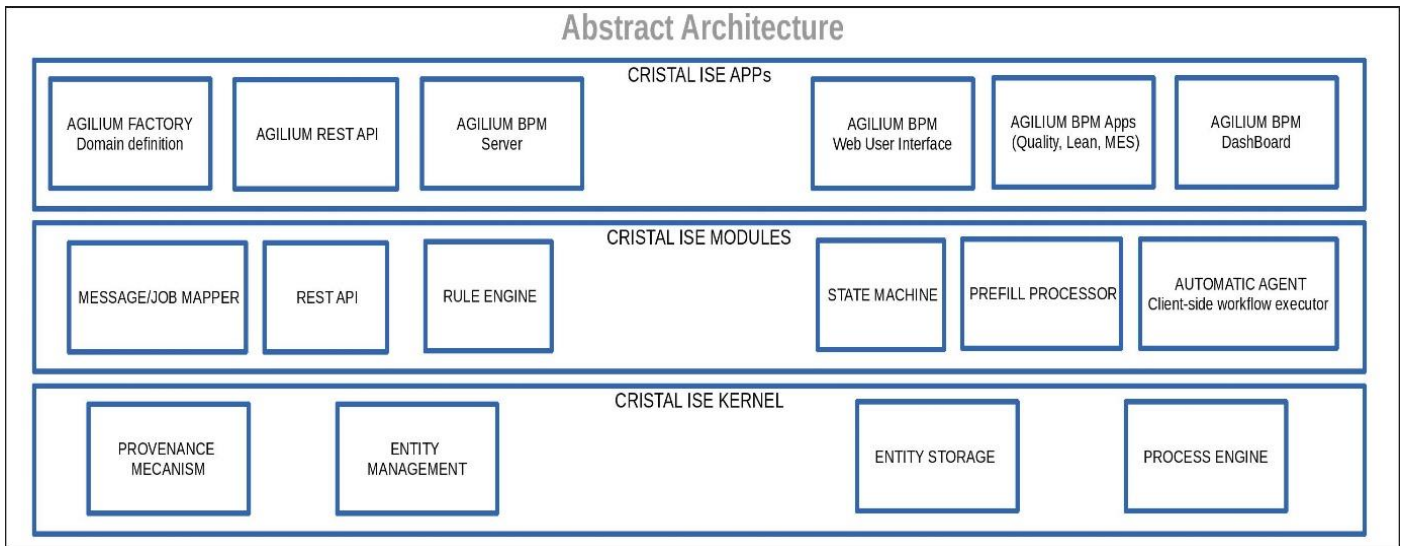 Abstract Architecture
CRISTAL ISE APPs
AGILIUM FACTORY
Domain definition
AGILIUM REST API
AGILIUM BPM
Server
AGILIUM BPM
Web User Interface
AGILIUM BPM Apps
(Quality, Lean, MES)
AGILIUM BPM
DashBoard
CRISTAL ISE MODULES
MESSAGE/JOB MAPPER
REST API
RULE ENGINE
STATE MACHINE
PREFILL PROCESSOR
AUTOMATIC AGENT
Client-side workflow executor
CRISTAL ISE KERNEL
PROVENANCE
MECANISM
ENTITY
MANAGEMENT
ENTITY STORAGE
PROCESS ENGINE